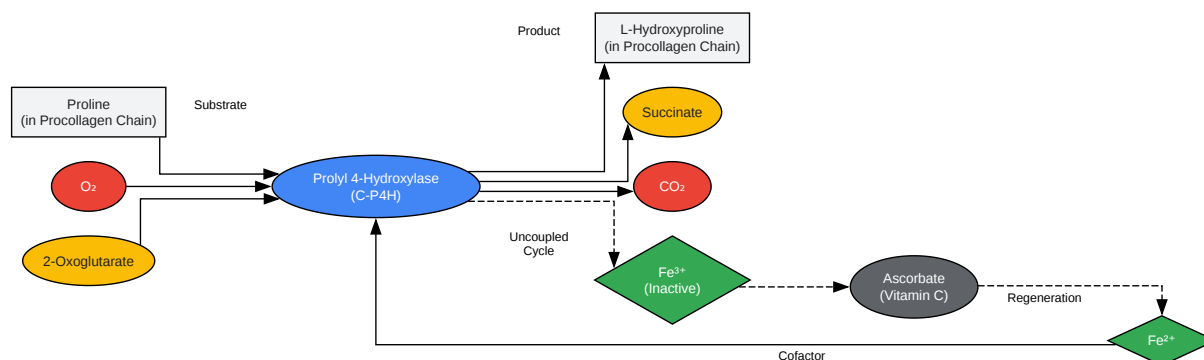 Product
L-Hydroxyproline
(in Procollagen Chain)
Proline
(in Procollagen Chain)
Substrate
Succinate
O₂
Prolyl 4-Hydroxylase
(C-P4H)
CO₂
2-Oxoglutarate
Uncoupled
Cycle
Fe³⁺
(Inactive)
Ascorbate
(Vitamin C)
Regeneration
Fe²⁺
Cofactor